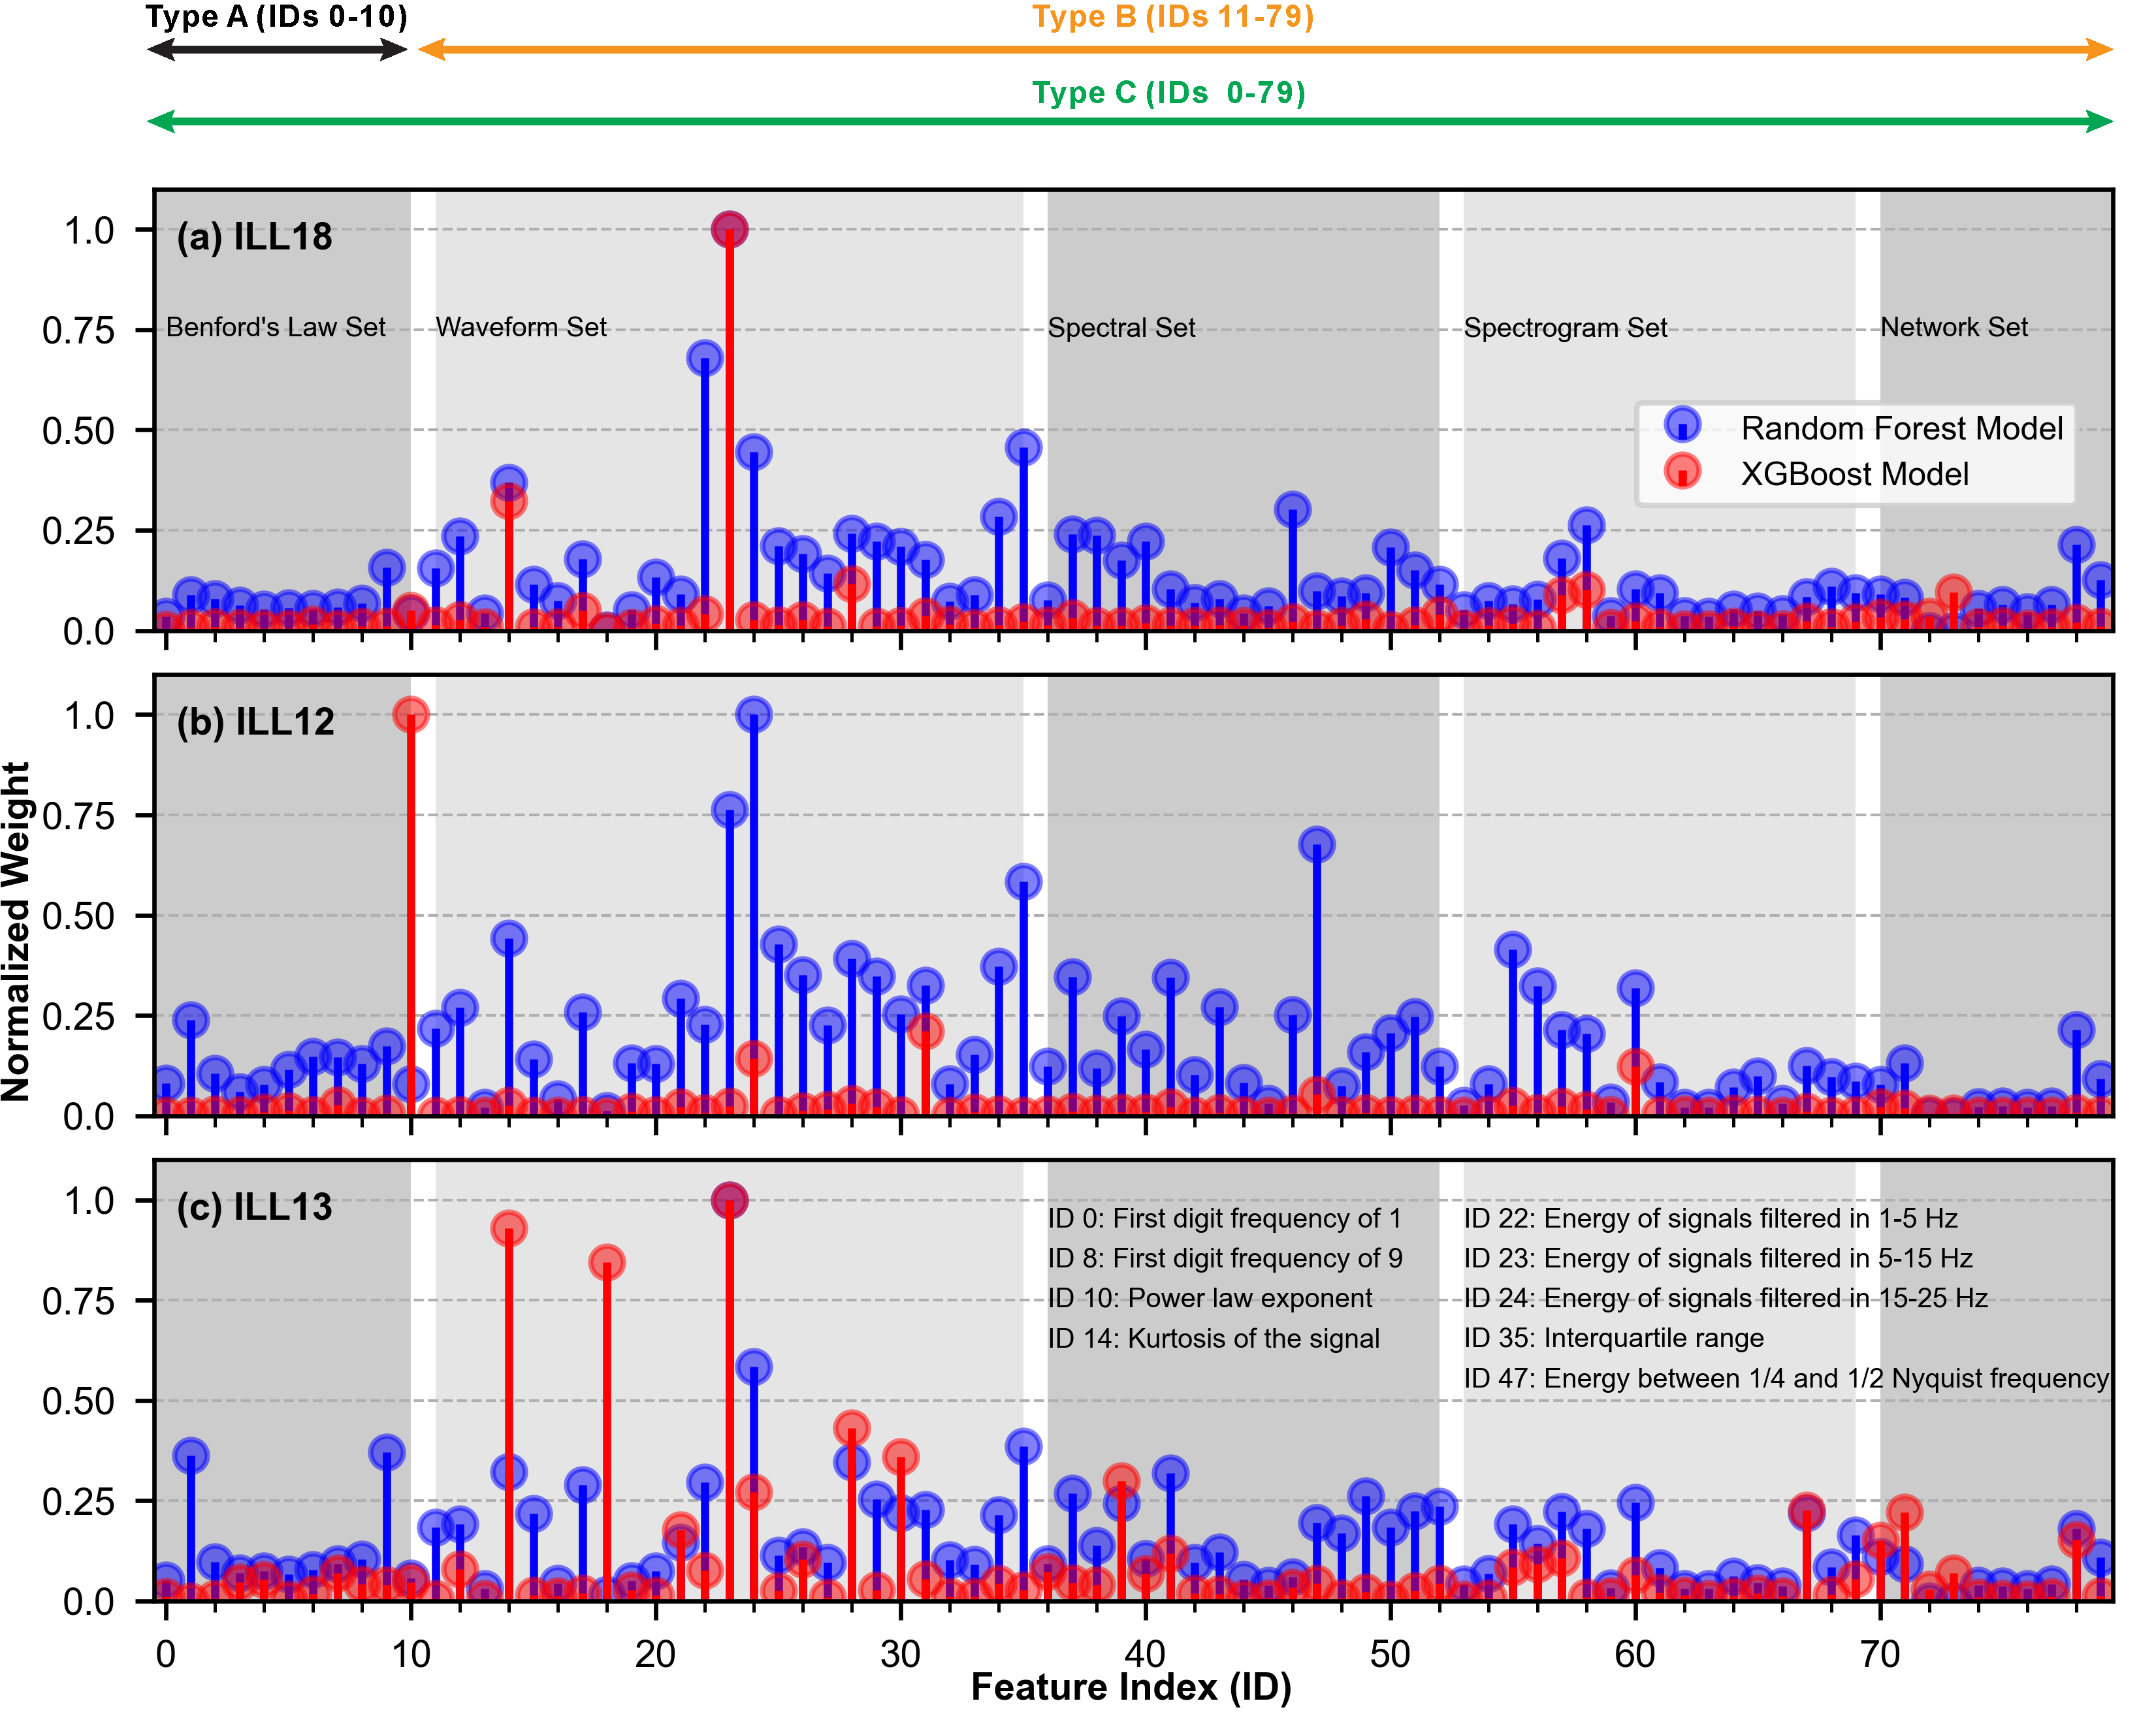 Type A (IDs 0-10)
Type B (IDs 11-79)
Type C (IDs  0-79)
(a) ILL18
1.0
0.75
0.50
0.25
0.0
Benford's Law Set
Waveform Set
Spectral Set
Spectrogram Set
Network Set
Random Forest Model
XGBoost Model
(b) ILL12
1.0
0.75
0.50
0.25
0.0
Normalized Weight
(c) ILL13
1.0
0.75
0.50
0.25
0.0
ID 0: First digit frequency of 1
ID 8: First digit frequency of 9
ID 10: Power law exponent
ID 14: Kurtosis of the signal
ID 22: Energy of signals filtered in 1-5 Hz
ID 23: Energy of signals filtered in 5-15 Hz
ID 24: Energy of signals filtered in 15-25 Hz
ID 35: Interquartile range
ID 47: Energy between 1/4 and 1/2 Nyquist frequency
0 10 20 30 40 50 60 70
Feature Index (ID)